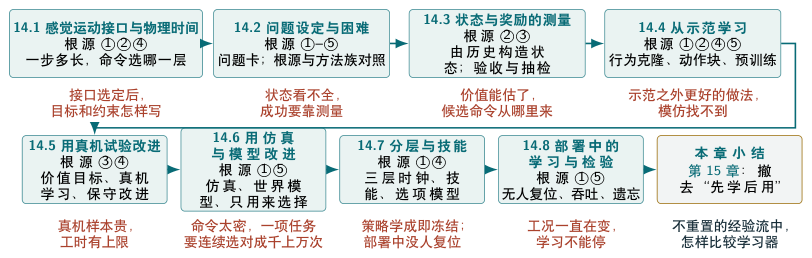 14.1 感觉运动接口与物理时间
根源 ①②④
一步多长，命令选哪一层
14.2 问题设定与困难
根源 ①–⑤
问题卡；根源与方法族对照
14.3 状态与奖励的测量
根源 ②③
由历史构造状
态；验收与抽检
14.4 从示范学习
根源 ①②④⑤
行为克隆、动作块、预训练
接口选定后，
目标和约束怎样写
状态看不全，
成功要靠测量
价值能估了，
候选命令从哪里来
示范之外更好的做法，
模仿找不到
14.5 用真机试验改进
根源 ③④
价值目标、真机
学习、保守改进
14.6 用仿真
与模型改进
根源 ①⑤
仿真、世界模
型、只用来选择
14.7 分层与技能
根源 ①④
三层时钟、技
能、选项模型
14.8 部署中的
学习与检验
根源 ①⑤
无人复位、吞吐、遗忘
本章小结
第 15 章：撤
去“先学后用”
真机样本贵，
工时有上限
命令太密，一项任务
要连续选对成千上万次
策略学成即冻结；
部署中没人复位
工况一直在变，
学习不能停
不重置的经验流中，
怎样比较学习器